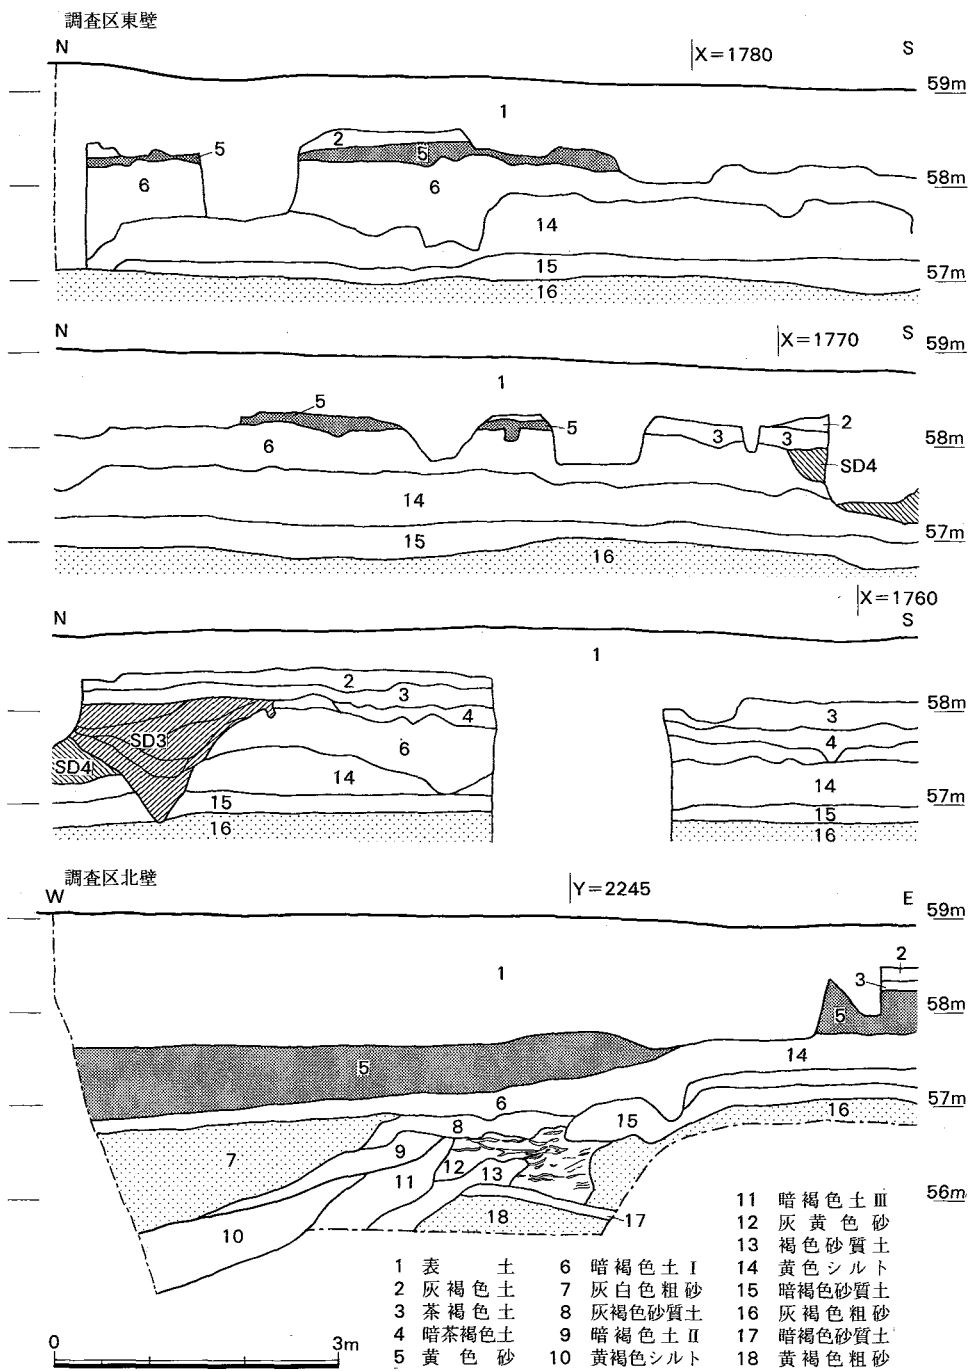 調査区東壁
N
X=1780
S
59m
1
2
5
5
6
6
58m
14
15
57m
16
N
X=1770
S
59m
1
5
5
2
3
3
58m
6
SD4
14
57m
15
16
X=1760
N
S
1
2
3
58m
3
4
SD3
4
6
SD4
14
14
15
57m
15
16
16
調査区北壁
W
Y=2245
E
59m
1
2
3
58m
5
5
14
6
57m
15
16
8
7
9
12
13
11
56m
18
17
10
1 表土
2 灰褐色土
3 茶褐色土
4 暗茶褐色土
5 黄色砂
6 暗褐色土Ⅰ
7 灰白色粗砂
8 灰褐色砂質土
9 暗褐色土Ⅱ
10 黄褐色シルト
11 暗褐色土Ⅲ
12 灰黄色砂
13 褐色砂質土
14 黄色シルト
15 暗褐色砂質土
16 灰褐色粗砂
17 暗褐色砂質土
18 黄褐色粗砂
0 3m